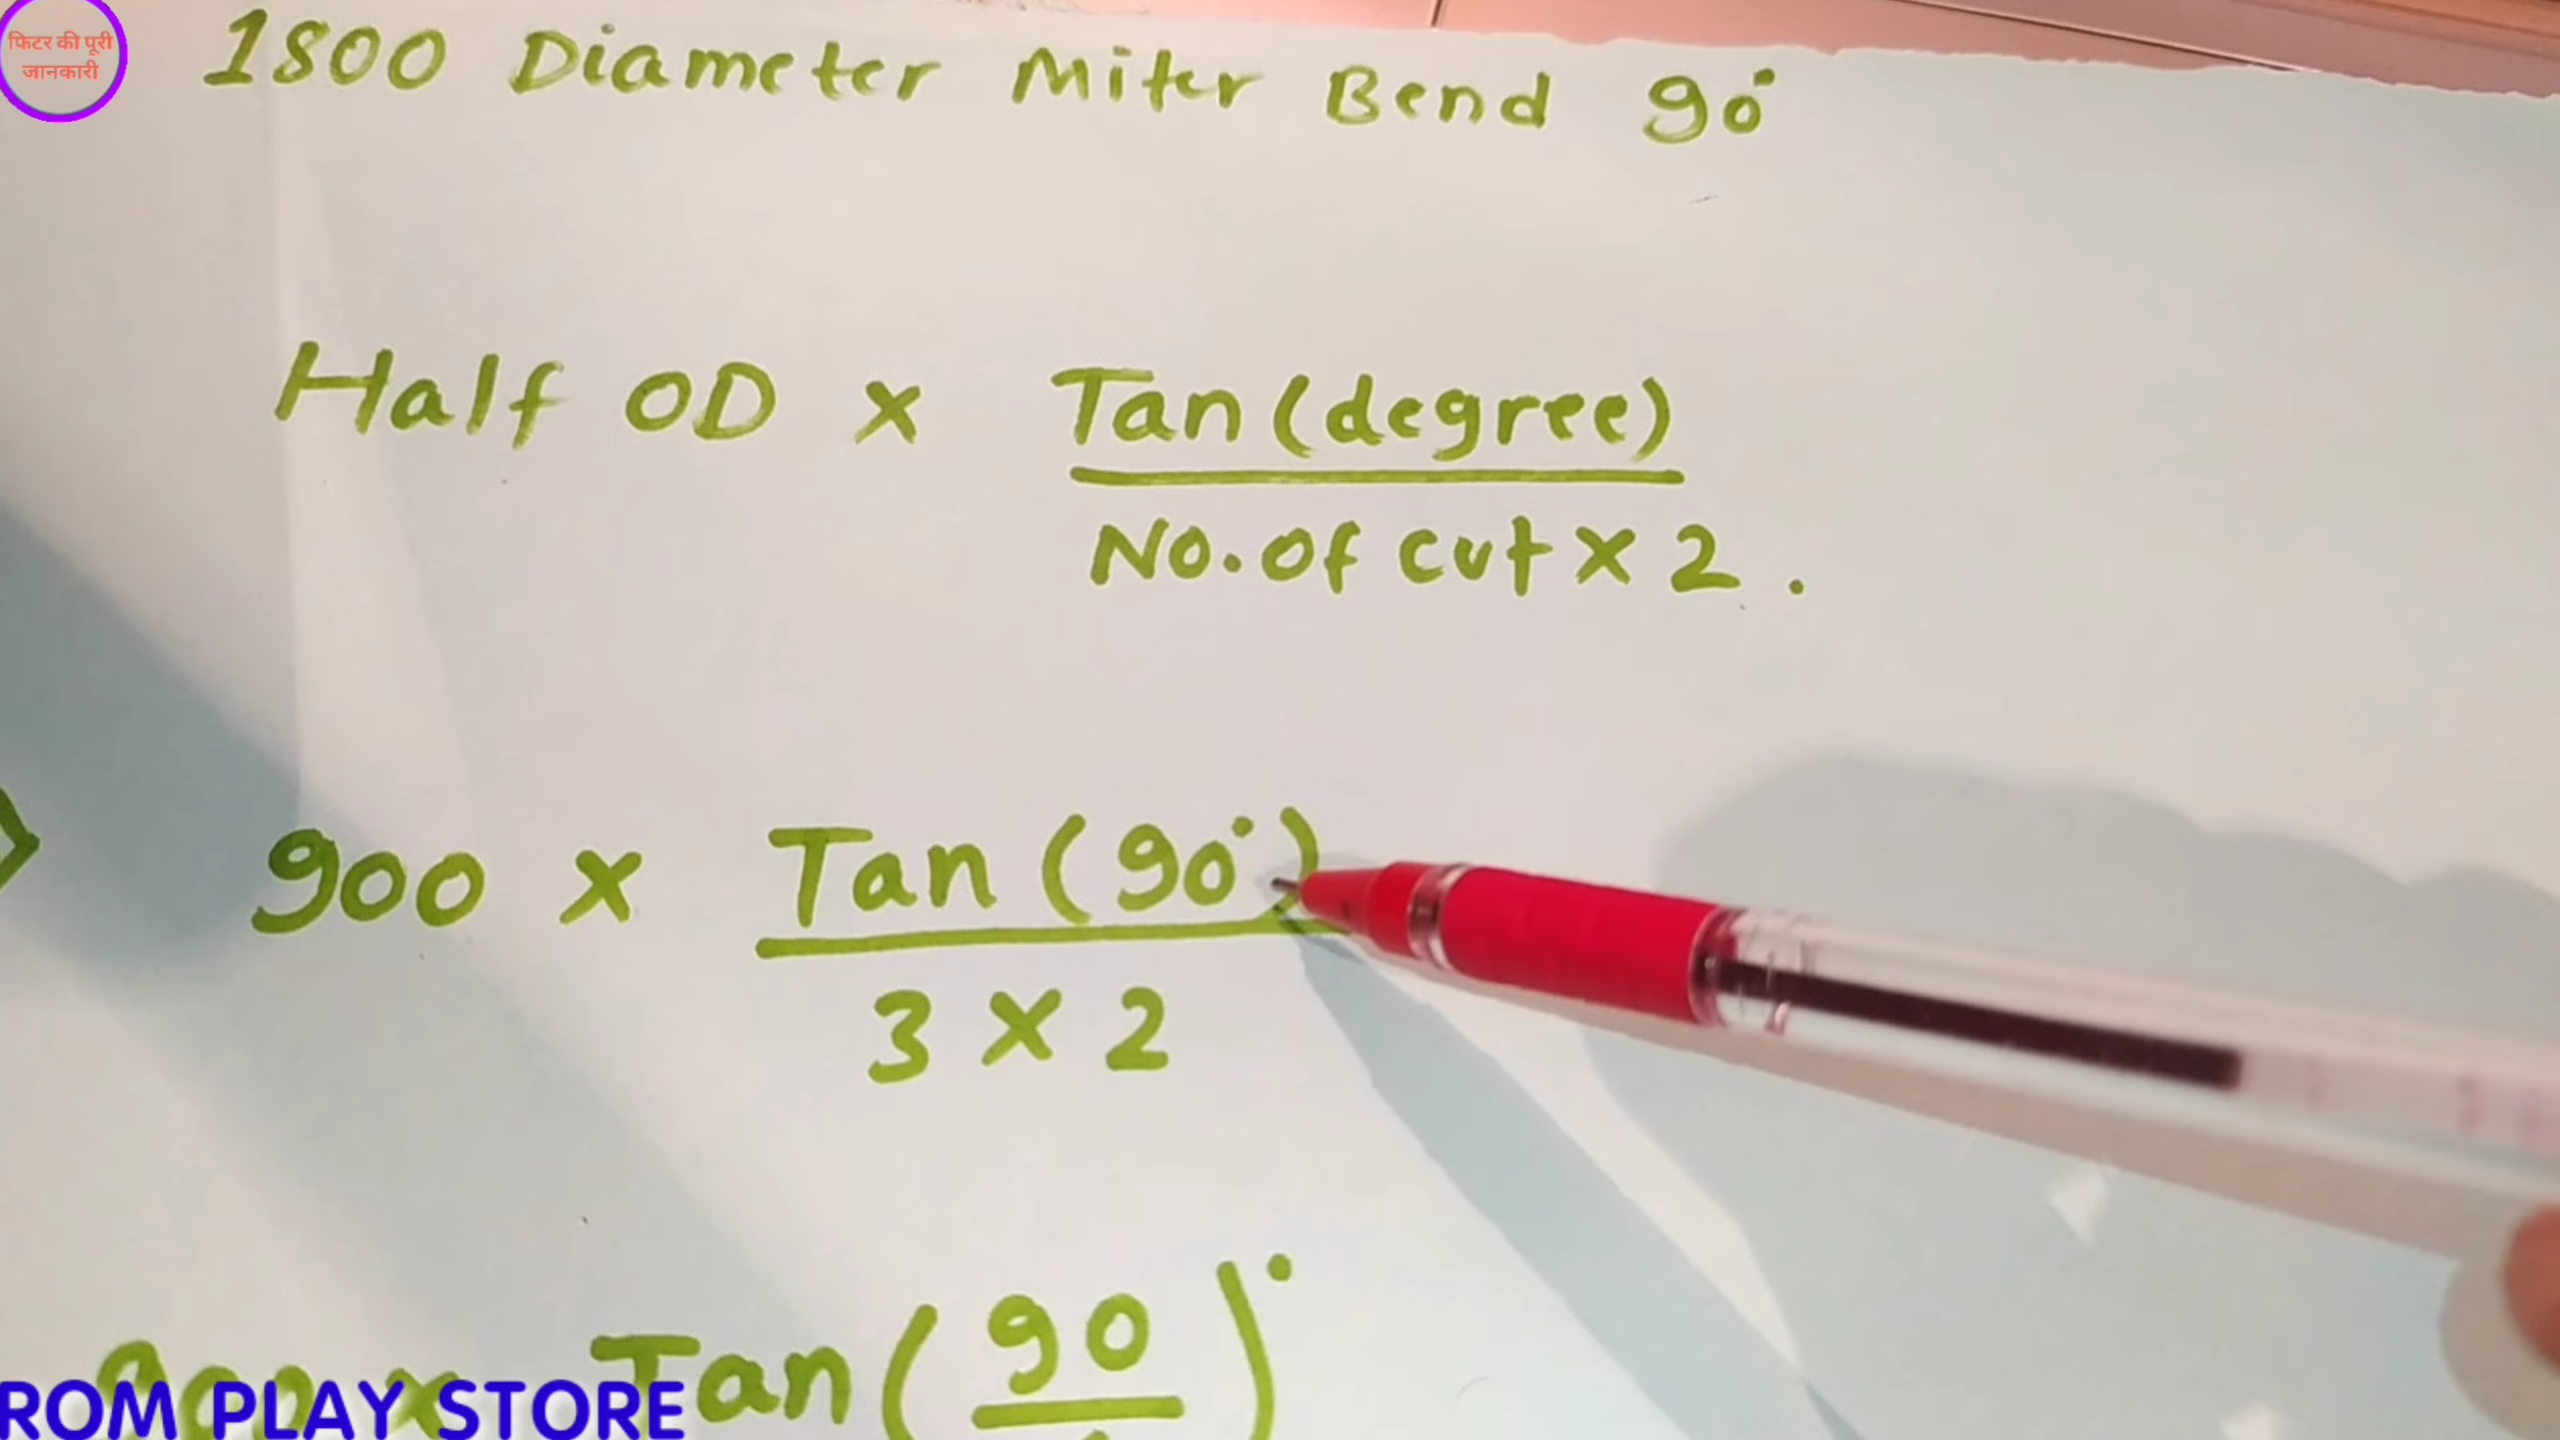 फिटर की पूरी
जानकारी
1800 Diameter Miter Bend 90°
Half OD x Tan (degree)
No. of cut x 2 .
900 x Tan (90°)
3 x 2
900 x Tan ( 90 )°
ROM PLAY STORE